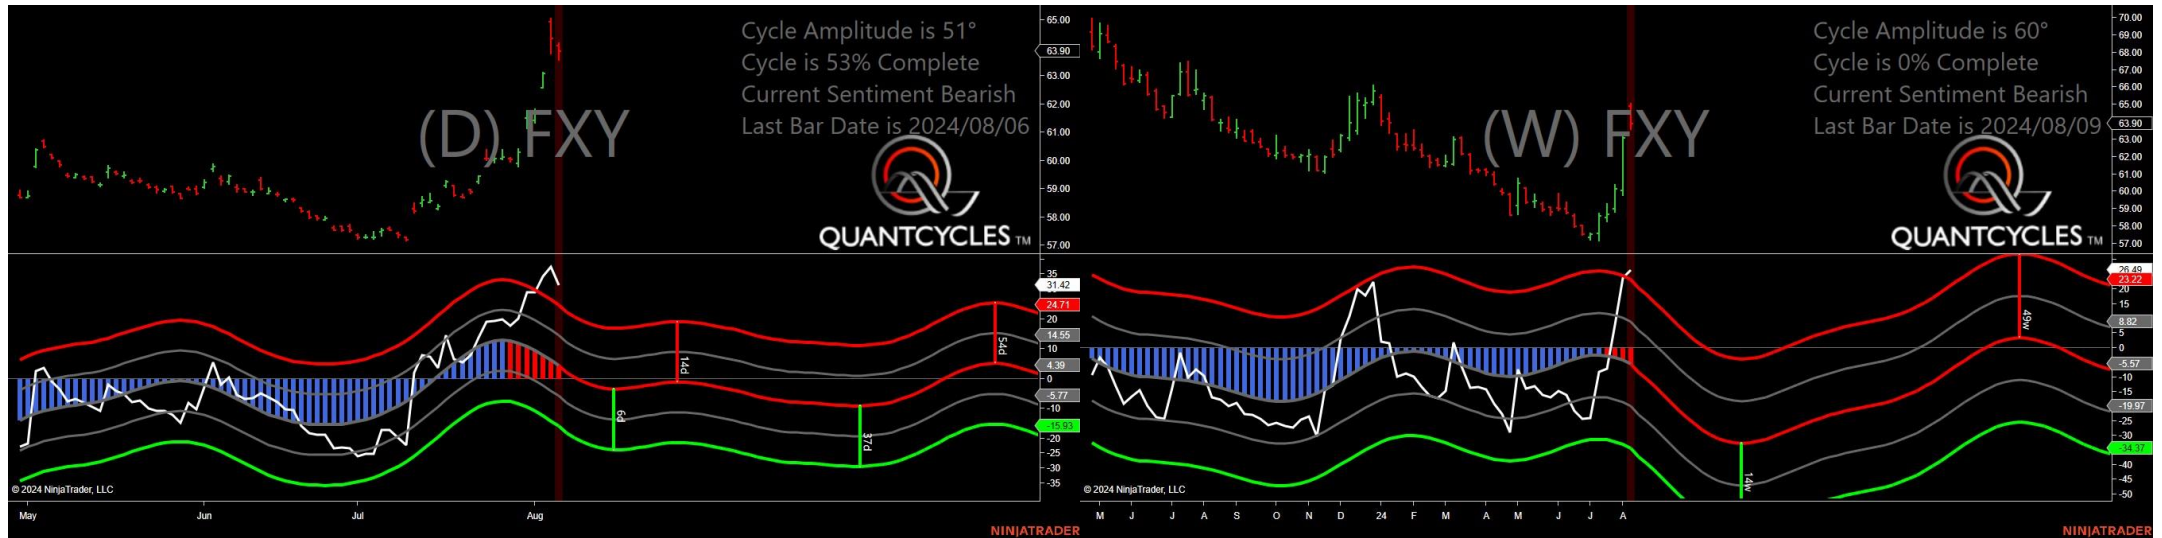 Cycle Amplitude is 51°
Cycle is 53% Complete
Current Sentiment Bearish
Last Bar Date is 2024/08/06
(D) FXY
QUANTCYCLES TM
65.00
63.90
63.00
62.00
61.00
60.00
59.00
58.00
57.00
35
31.42
24.71
20
14.55
10
4.39
0
-5.77
-10
-15.93
-20
-25
-30
-35
6d
14d
37d
54d
© 2024 NinjaTrader, LLC
May Jun Jul Aug
NINJATRADER
Cycle Amplitude is 60°
Cycle is 0% Complete
Current Sentiment Bearish
Last Bar Date is 2024/08/09
(W) FXY
QUANTCYCLES TM
70.00
69.00
68.00
67.00
66.00
65.00
63.90
63.00
62.00
61.00
60.00
59.00
58.00
57.00
26.49
23.22
20
15
8.82
5
0
-5.57
-10
-15
-19.97
-25
-30
-34.37
-45
-50
14w
49w
© 2024 NinjaTrader, LLC
M J J A S O N D 24 F M A M J J A
NINJATRADER